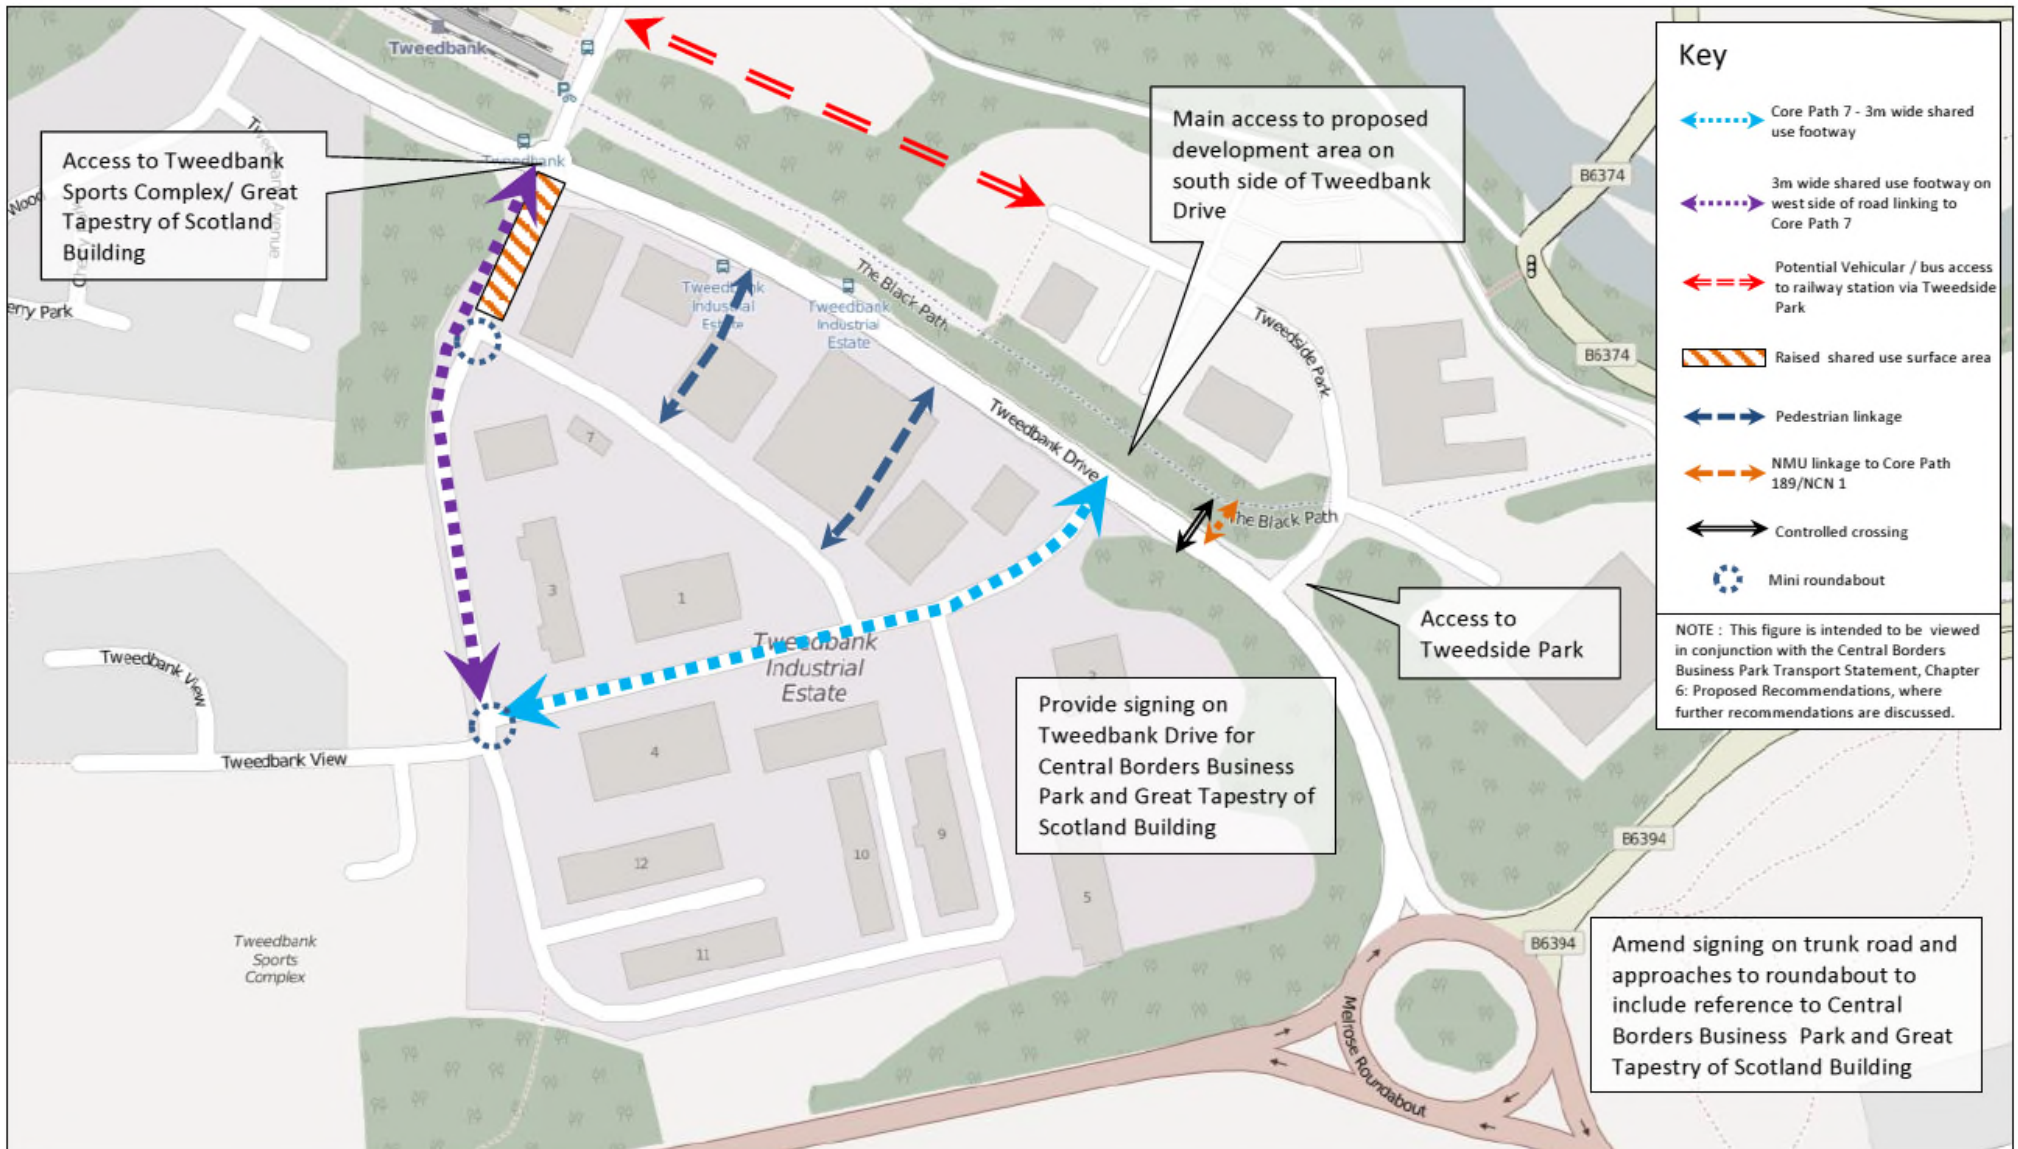 Tweedbank
P
Tweedbank
Access to Tweedbank
Sports Complex/ Great
Tapestry of Scotland
Building
Wood
Tweedbank Avenue
erry Park
Main access to proposed
development area on
south side of Tweedbank
Drive
Tweedbank
Industrial
Estate
Tweedbank
Industrial
Estate
The Black Path
Tweedside Park
Tweedbank Drive
The Black Path
B6374
B6374
7
3
1
2
Tweedbank
Industrial
Estate
Access to
Tweedside Park
Provide signing on
Tweedbank Drive for
Central Borders Business
Park and Great Tapestry of
Scotland Building
Tweedbank View
Tweedbank View
4
12
10
9
5
11
Tweedbank
Sports
Complex
B6394
B6394
Melrose Roundabout
Amend signing on trunk road and
approaches to roundabout to
include reference to Central
Borders Business Park and Great
Tapestry of Scotland Building
Key
Core Path 7 - 3m wide shared
use footway
3m wide shared use footway on
west side of road linking to
Core Path 7
Potential Vehicular / bus access
to railway station via Tweedside
Park
Raised shared use surface area
Pedestrian linkage
NMU linkage to Core Path
189/NCN 1
Controlled crossing
Mini roundabout
NOTE : This figure is intended to be viewed
in conjunction with the Central Borders
Business Park Transport Statement, Chapter
6: Proposed Recommendations, where
further recommendations are discussed.